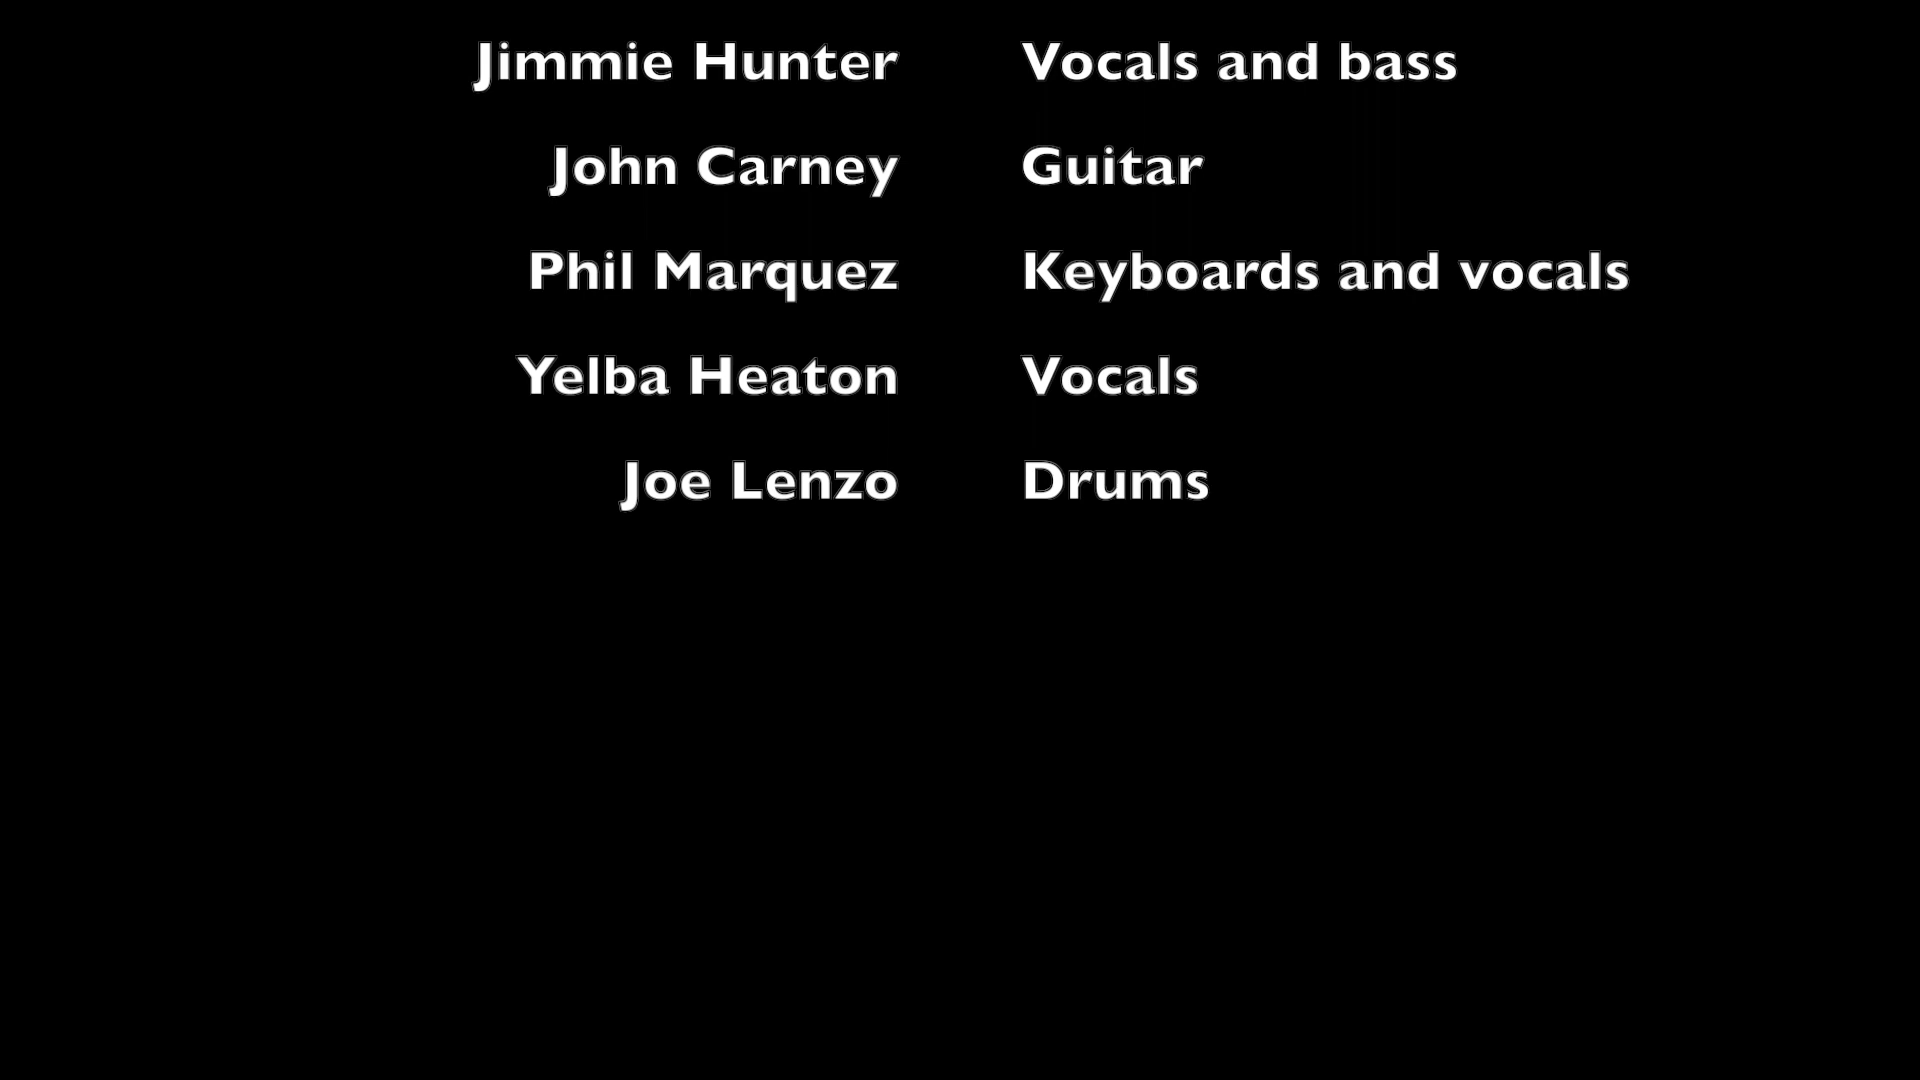 Jimmie Hunter Vocals and bass
John Carney Guitar
Phil Marquez Keyboards and vocals
Yelba Heaton Vocals
Joe Lenzo Drums